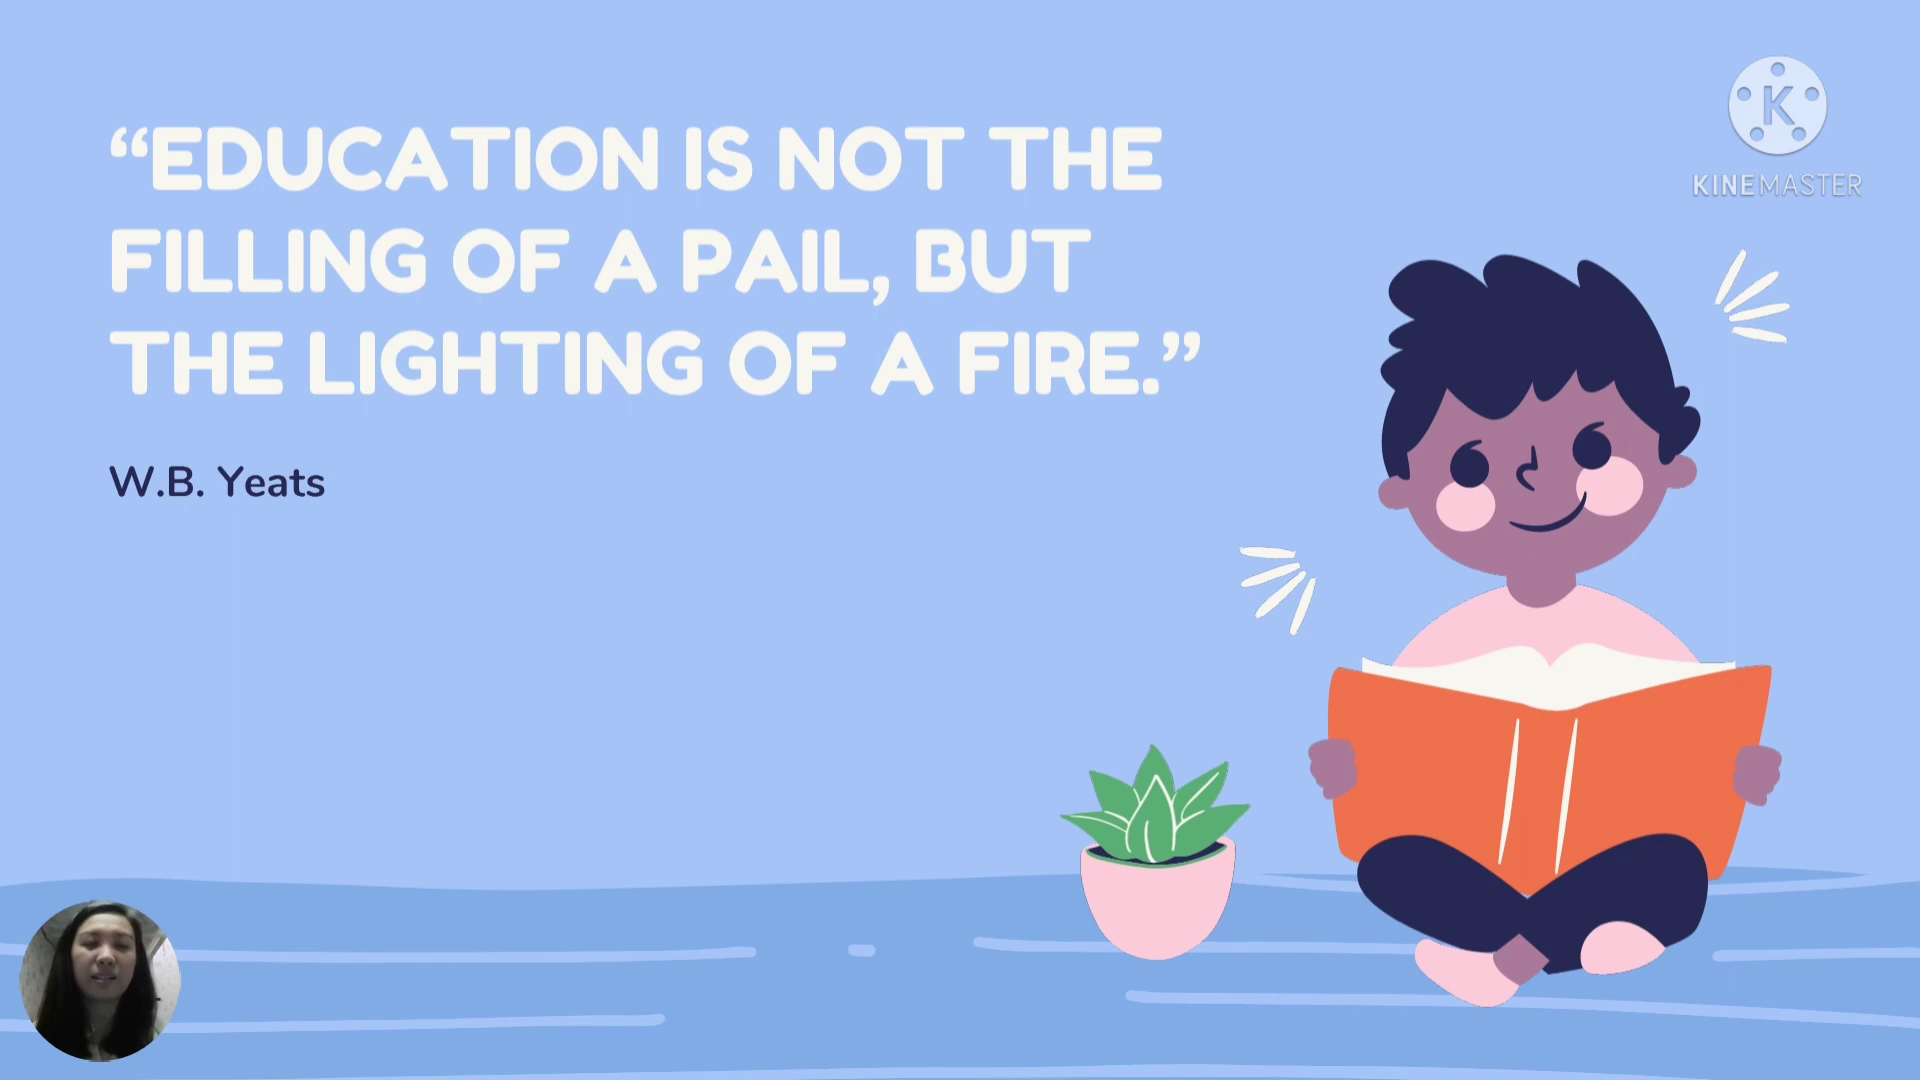 “EDUCATION IS NOT THE
FILLING OF A PAIL, BUT
THE LIGHTING OF A FIRE.”
W.B. Yeats
K
KINEMASTER